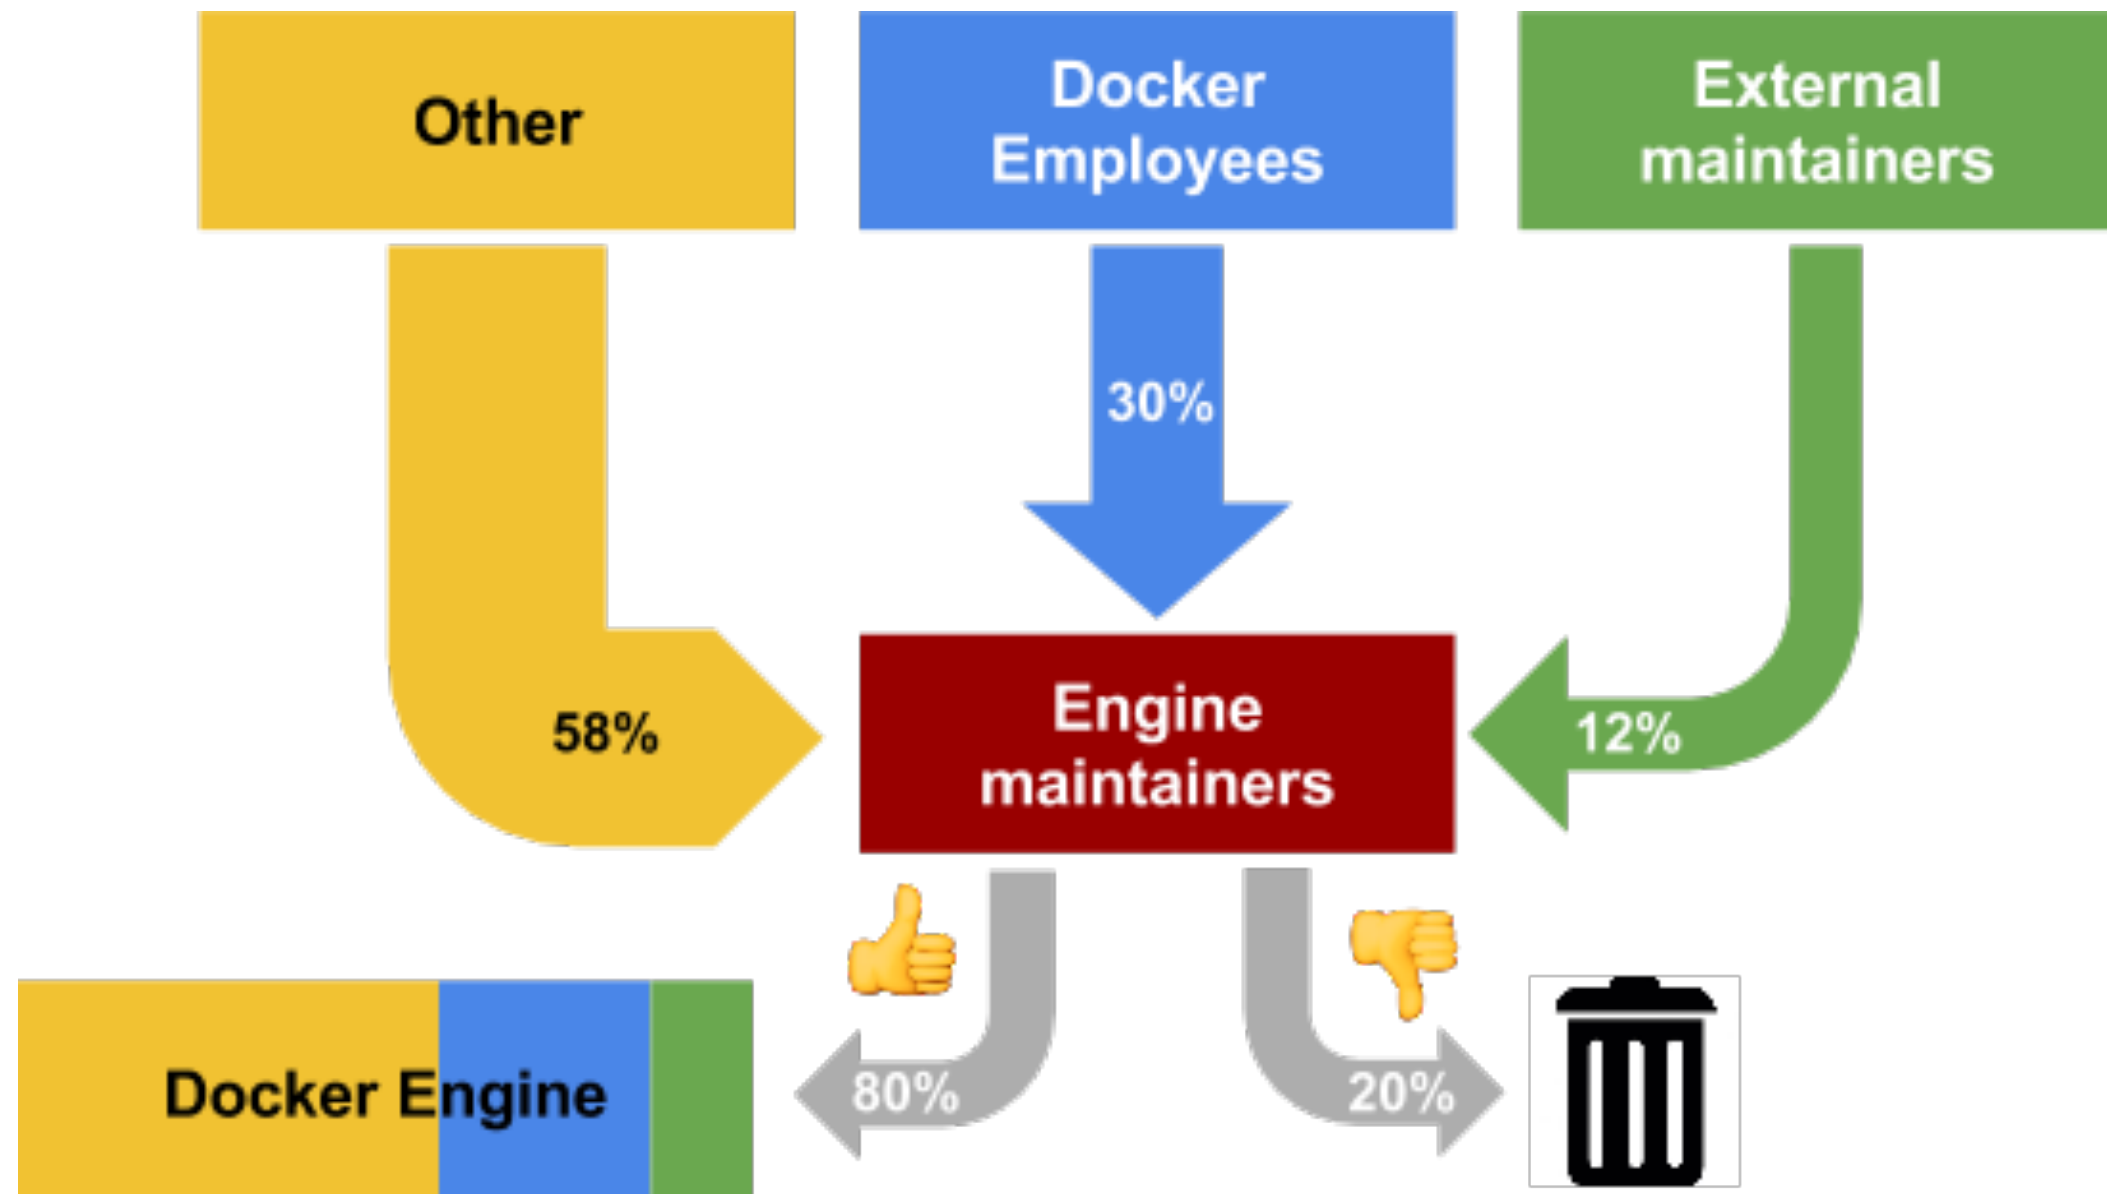 Other
Docker
Employees
External
maintainers
30%
58%
Engine
maintainers
12%
80%
20%
Docker Engine